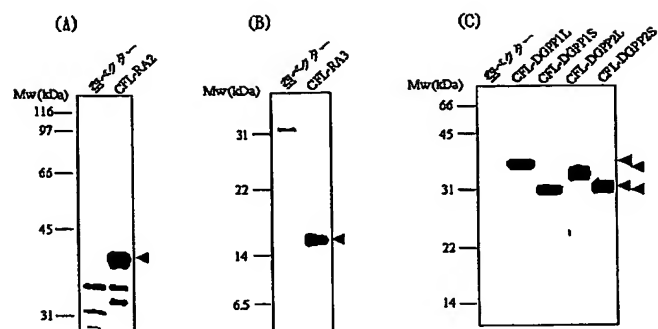 (A)
空ベクター
CFL-RA2
Mw(kDa)
116
97
66
45
31
(B)
空ベクター
CFL-RA3
Mw(kDa)
31
22
14
6.5
(C)
空ベクター
CFL-DGPP1L
CFL-DGPP1S
CFL-DGPP2L
CFL-DGPP2S
Mw(kDa)
66
45
31
22
14